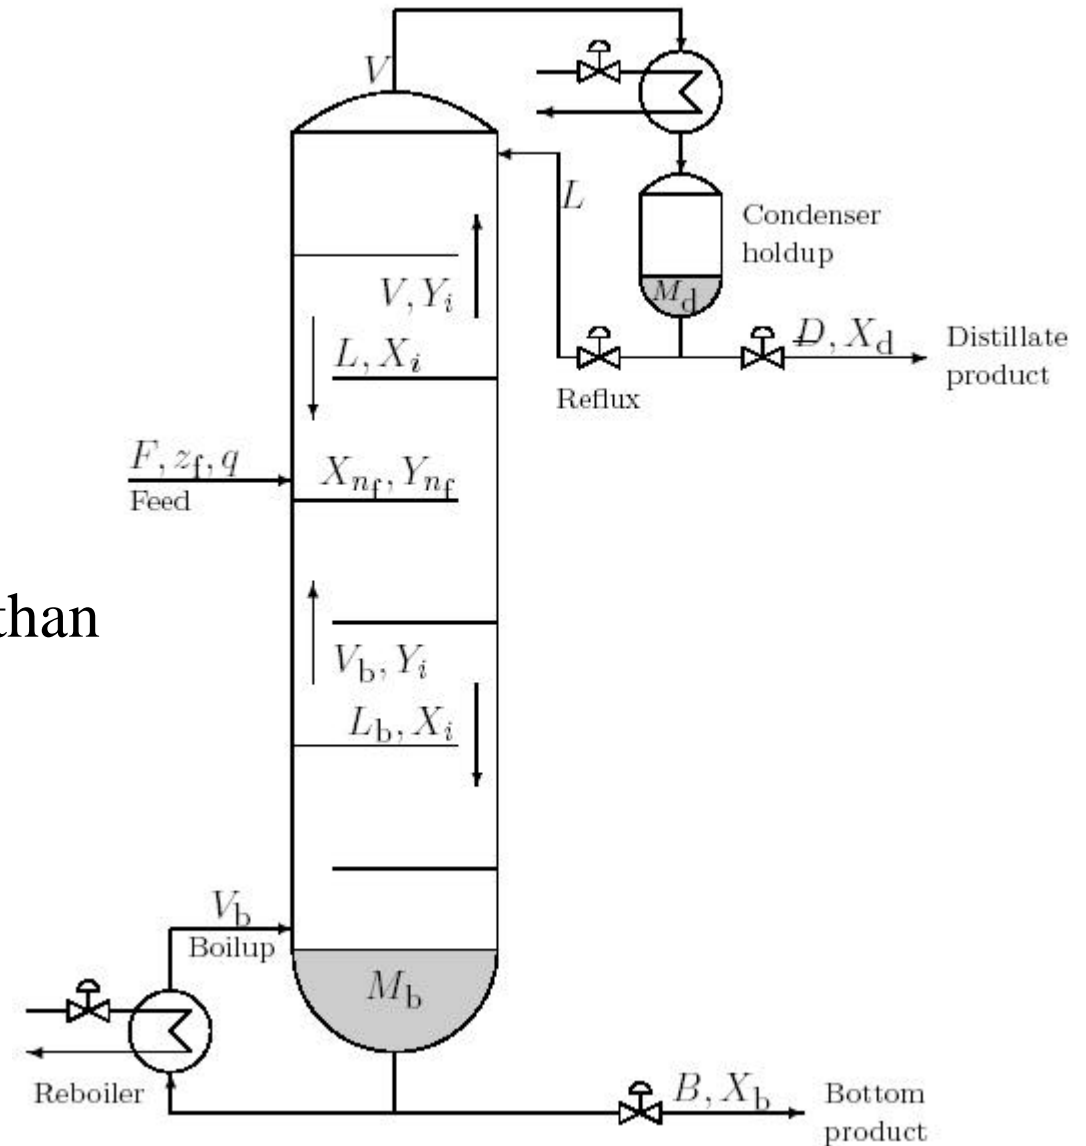 V
L
Condenser
holdup
M_d
V, Y_i
L, X_i
D, X_d
Distillate
product
Reflux
F, z_f, q
Feed
X_{n_f}, Y_{n_f}
than
V_b, Y_i
L_b, X_i
V_b
Boilup
M_b
Reboiler
B, X_b
Bottom
product